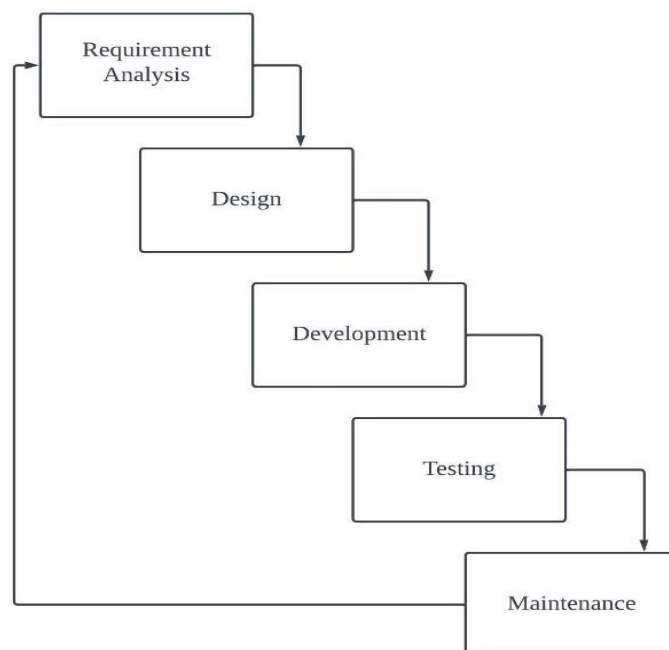 Requirement
Analysis
Design
Development
Testing
Maintenance